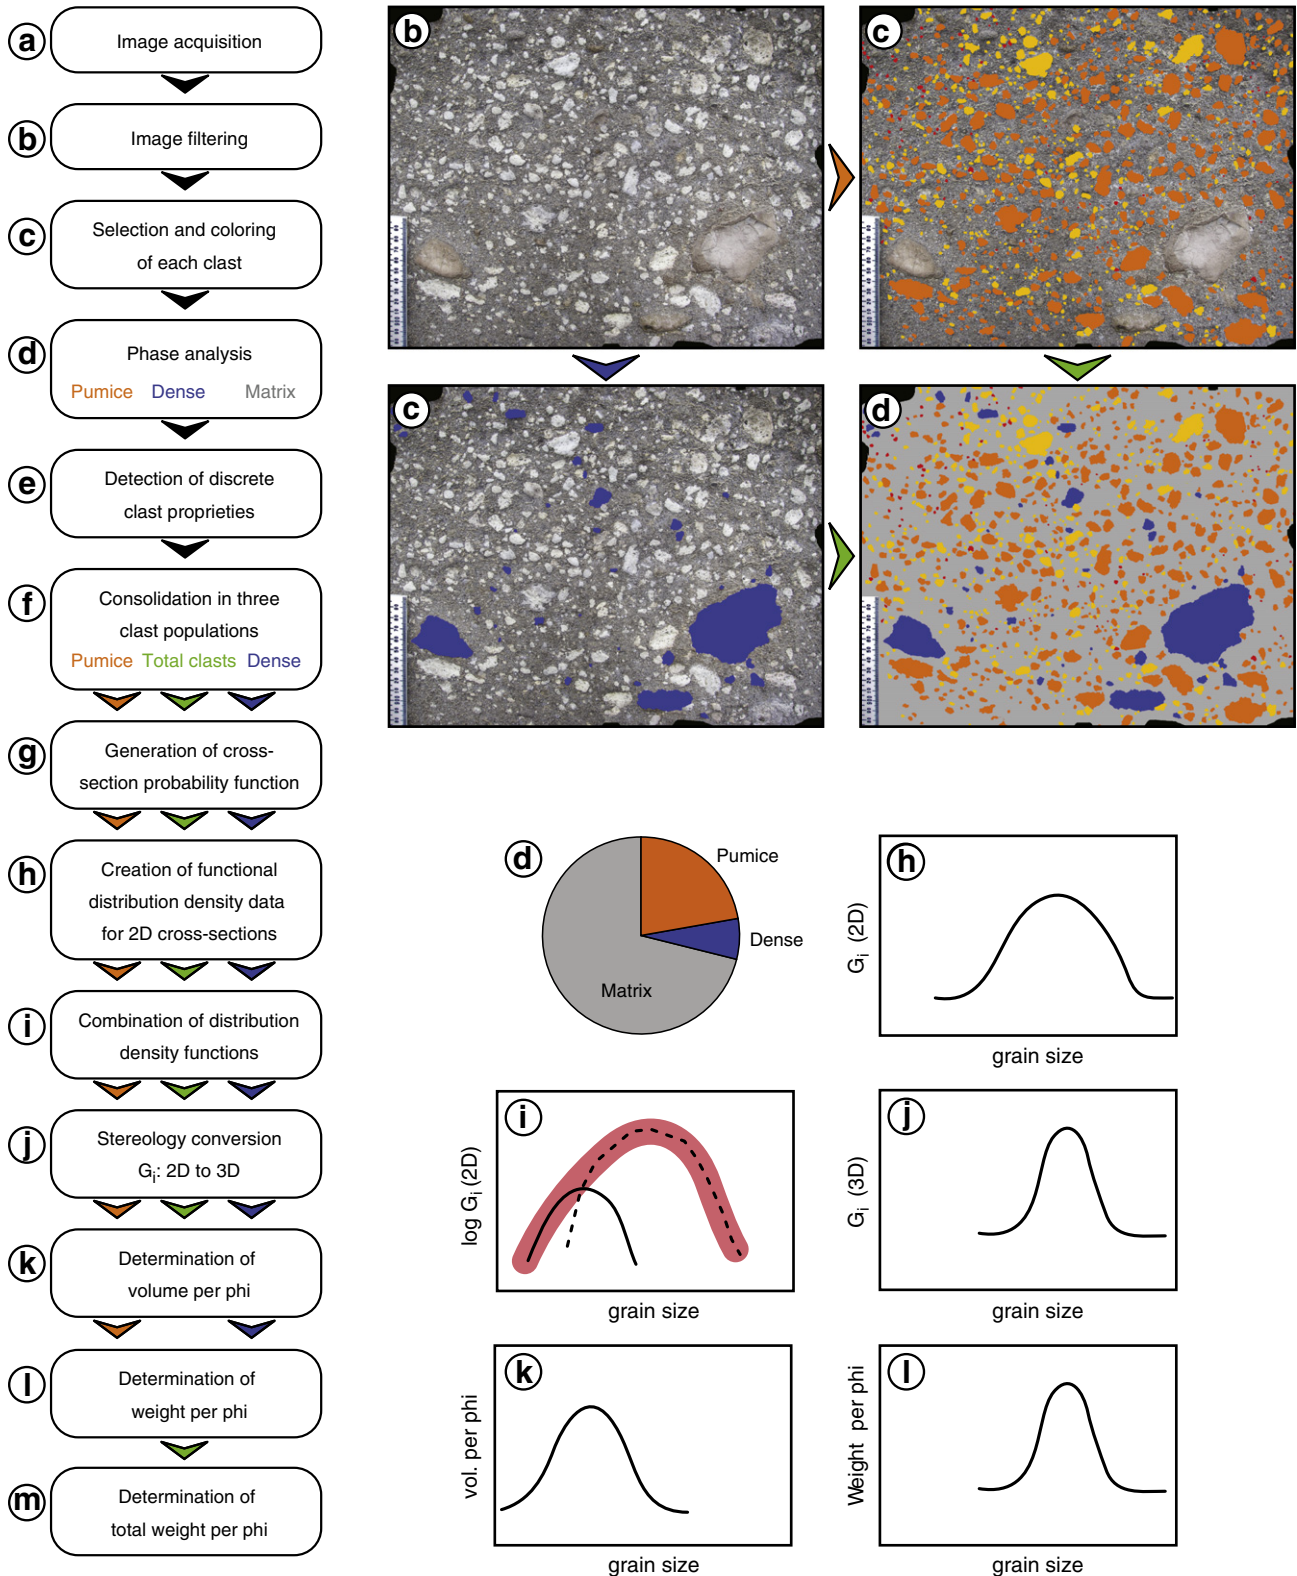 a
Image acquisition
b
Image filtering
c
Selection and coloring
of each clast
d
Phase analysis
Pumice Dense Matrix
e
Detection of discrete
clast proprieties
f
Consolidation in three
clast populations
Pumice Total clasts Dense
g
Generation of cross-
section probability function
h
Creation of functional
distribution density data
for 2D cross-sections
i
Combination of distribution
density functions
j
Stereology conversion
Gi: 2D to 3D
k
Determination of
volume per phi
l
Determination of
weight per phi
m
Determination of
total weight per phi
b
c
c
d
d
Pumice
Dense
Matrix
h
Gi (2D)
grain size
i
log Gi (2D)
grain size
j
Gi (3D)
grain size
k
vol. per phi
grain size
l
Weight per phi
grain size